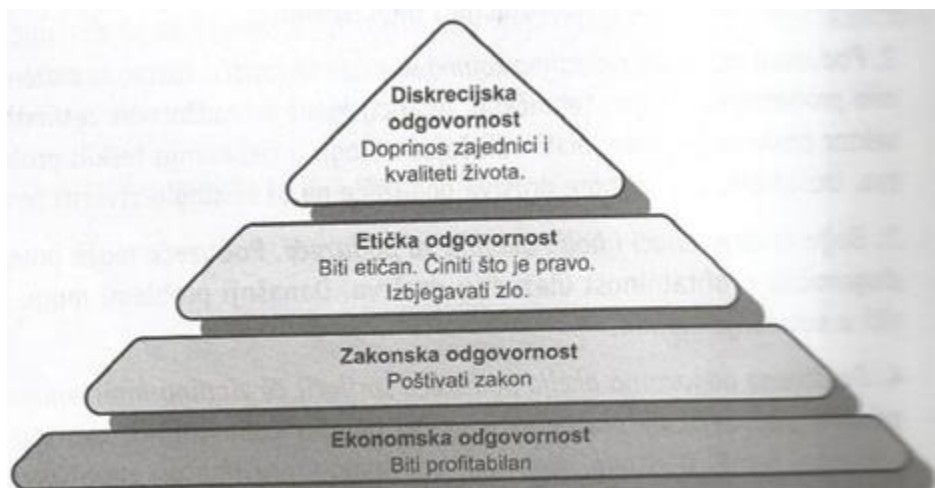 Diskrecijska
odgovornost
Doprinos zajednici i
kvaliteti života.
Etička odgovornost
Biti etičan. Činiti što je pravo.
Izbjegavati zlo.
Zakonska odgovornost
Poštivati zakon
Ekonomska odgovornost
Biti profitabilan